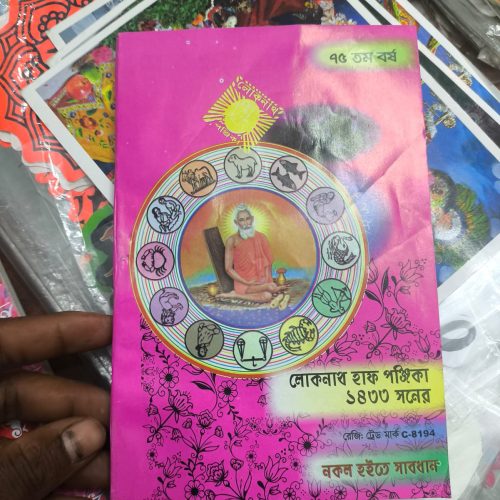 ৭৫ তম বর্ষ
লোকনাথ
লোকনাথ হাফ পঞ্জিকা
১৪৩৩ সনের
রেজি: ট্রেড মার্ক C-8194
নকল হইতে সাবধান